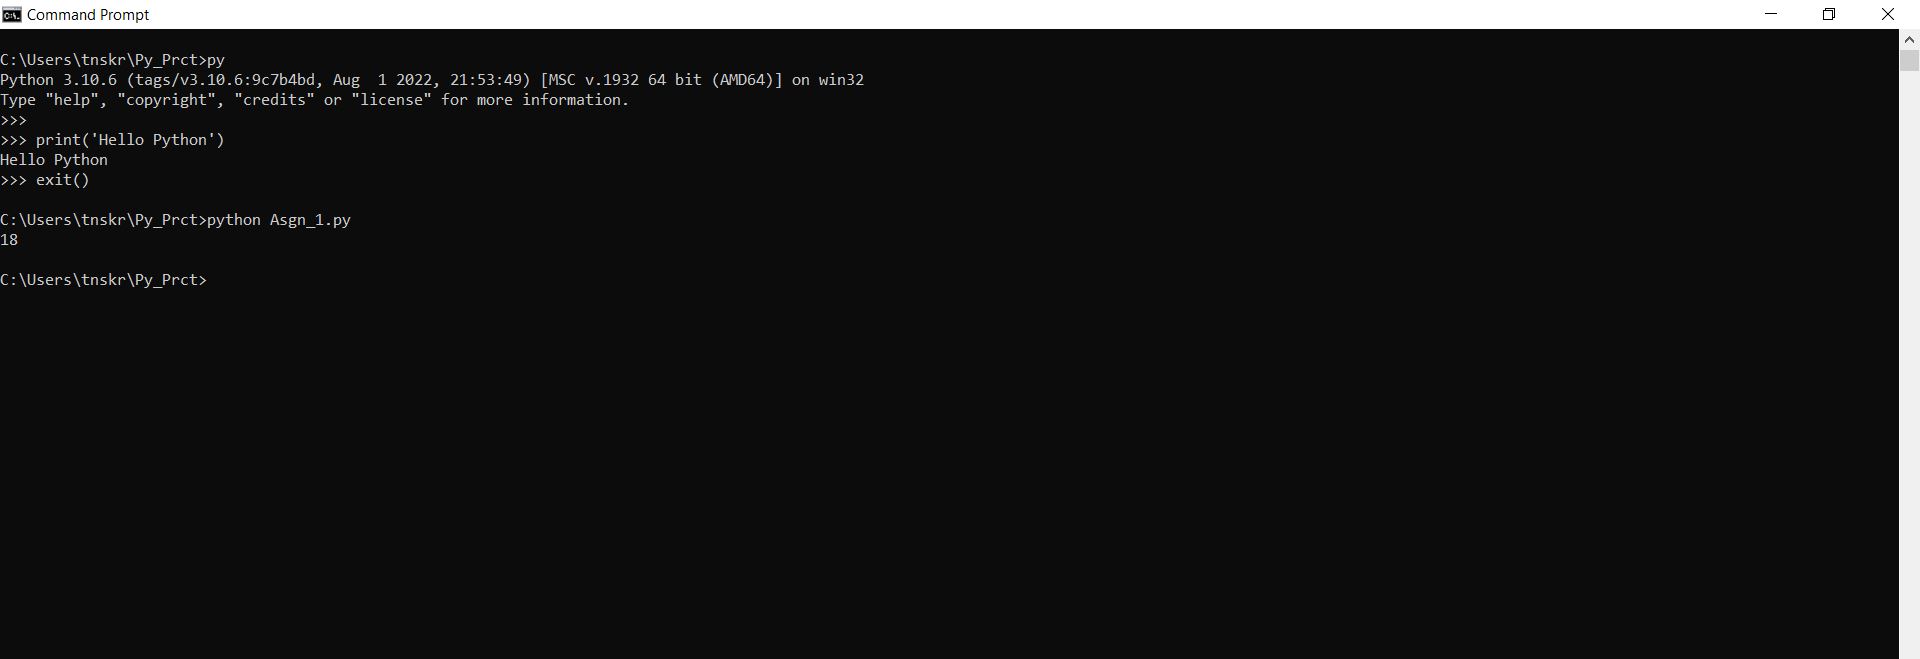 Command Prompt
C:\Users\tnskr\Py_Prct>py
Python 3.10.6 (tags/v3.10.6:9c7b4bd, Aug  1 2022, 21:53:49) [MSC v.1932 64 bit (AMD64)] on win32
Type "help", "copyright", "credits" or "license" for more information.
>>>
>>> print('Hello Python')
Hello Python
>>> exit()
C:\Users\tnskr\Py_Prct>python Asgn_1.py
18
C:\Users\tnskr\Py_Prct>